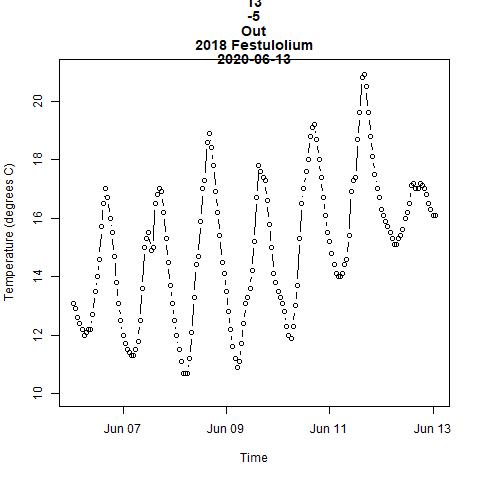 13
-5
Out
2018 Festulolium
2020-06-13
Temperature (degrees C)
20
18
16
14
12
10
Jun 07
Jun 09
Jun 11
Jun 13
Time